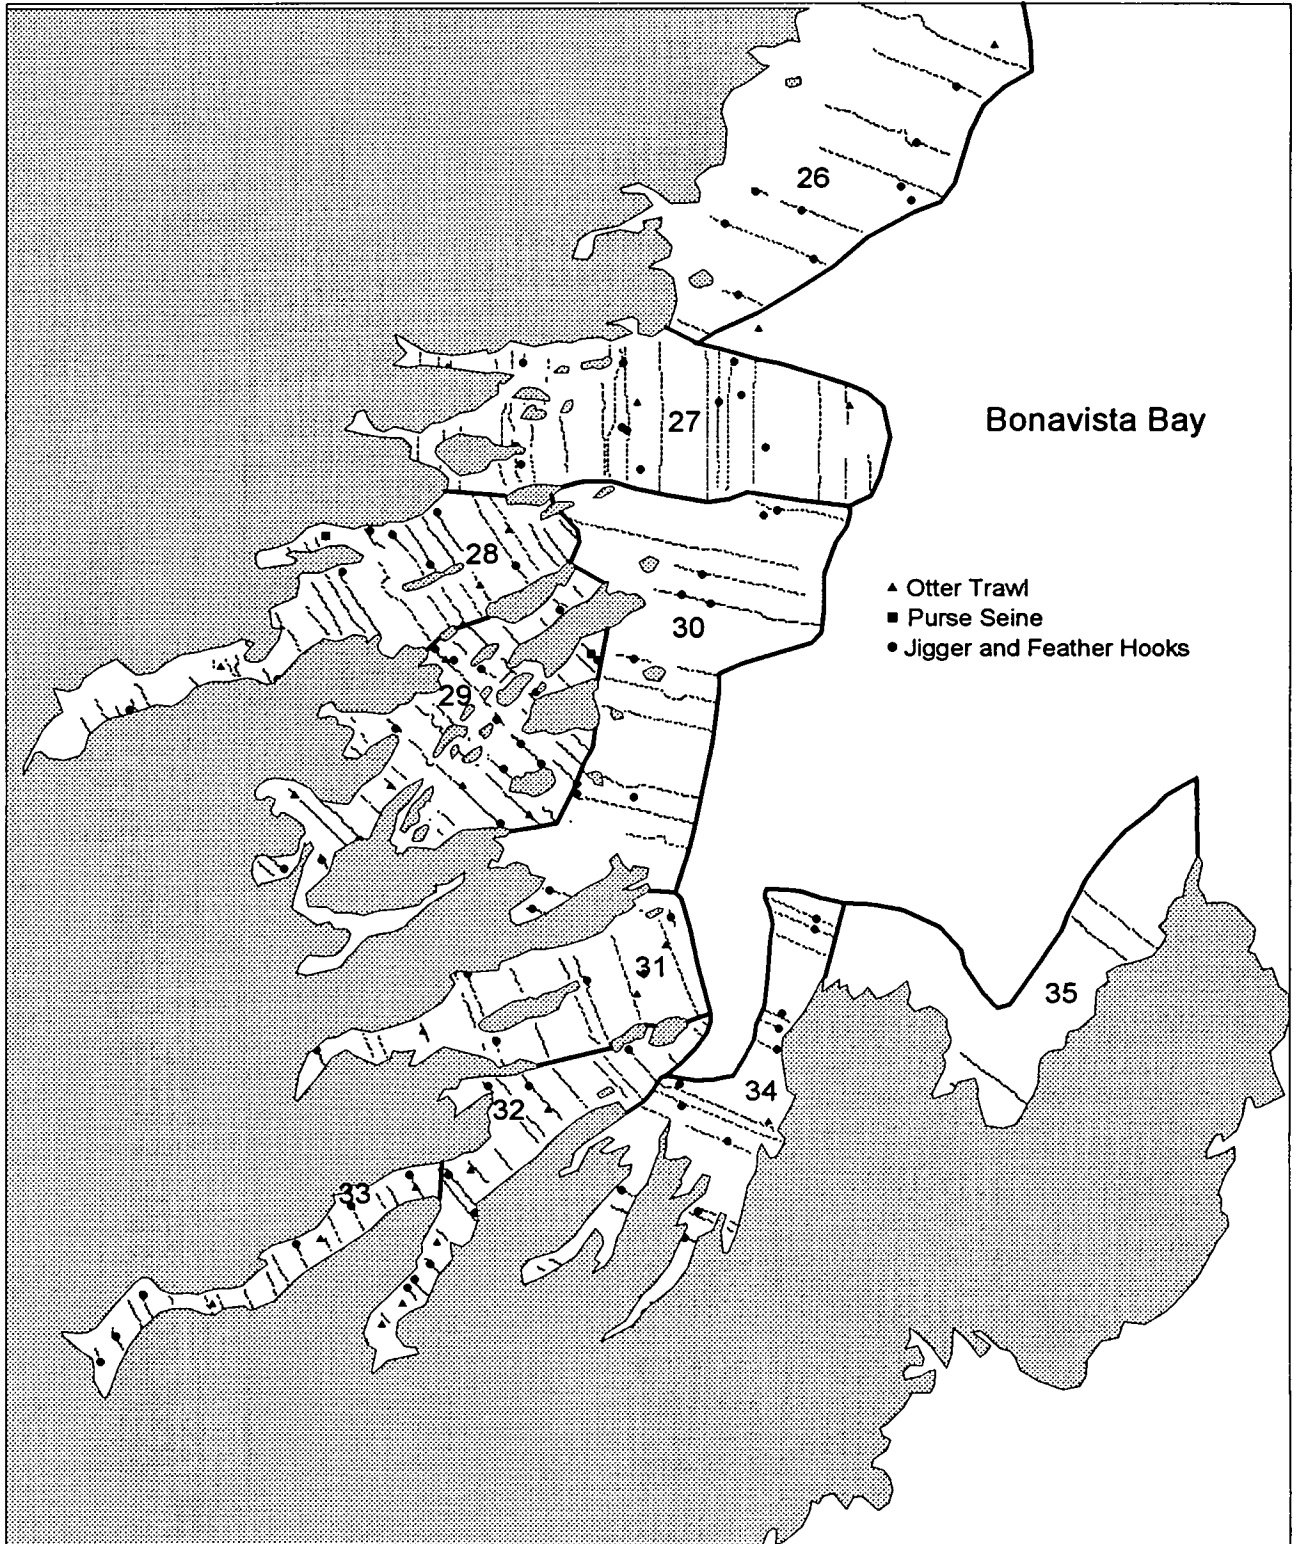 26
27
Bonavista Bay
28
Otter Trawl
Purse Seine
30
Jigger and Feather Hooks
29
31
35
34
32
33